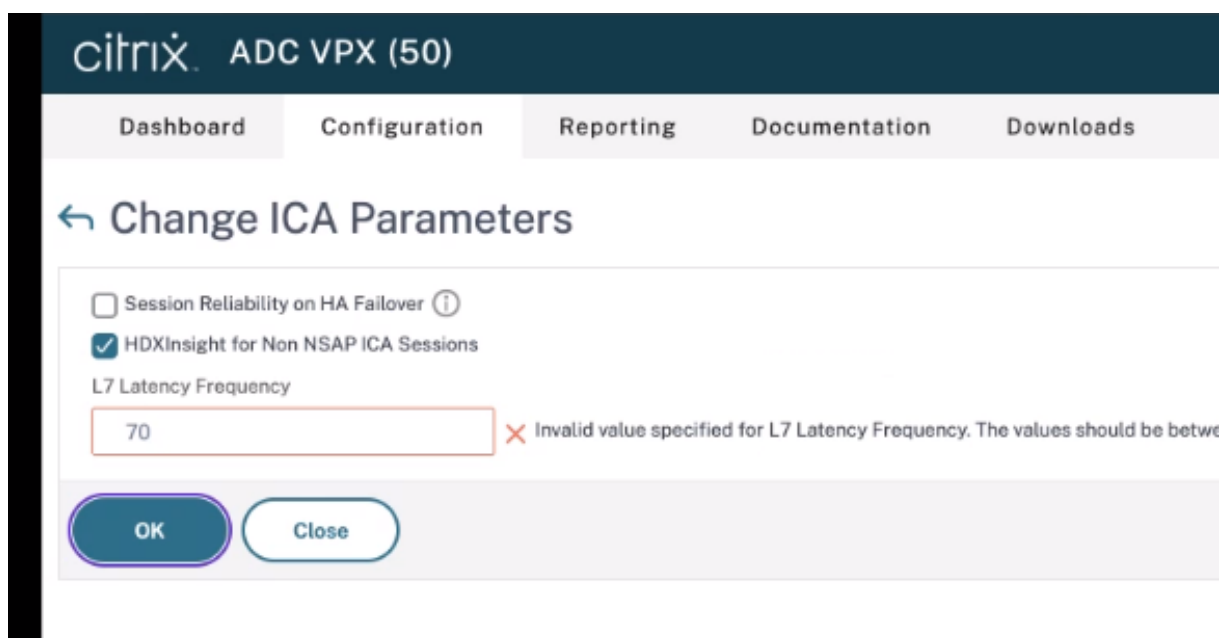 citrix ADC VPX (50)
Dashboard Configuration Reporting Documentation Downloads
Change ICA Parameters
Session Reliability on HA Failover
HDXInsight for Non NSAP ICA Sessions
L7 Latency Frequency
70 Invalid value specified for L7 Latency Frequency. The values should be
OK Close